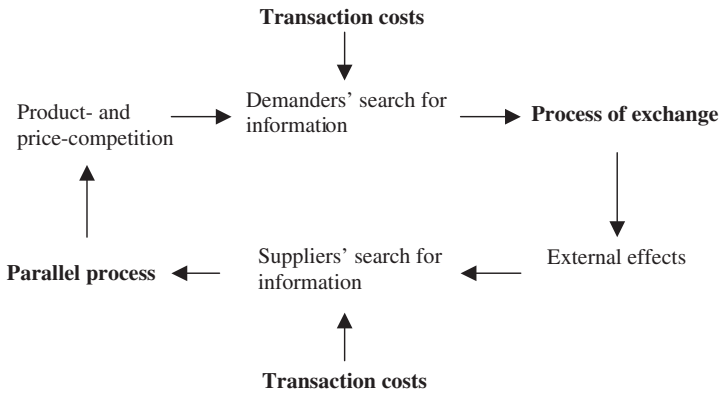 Transaction costs
Product- and
price-competition
Demanders' search for
information
Process of exchange
Parallel process
Suppliers' search for
information
External effects
Transaction costs